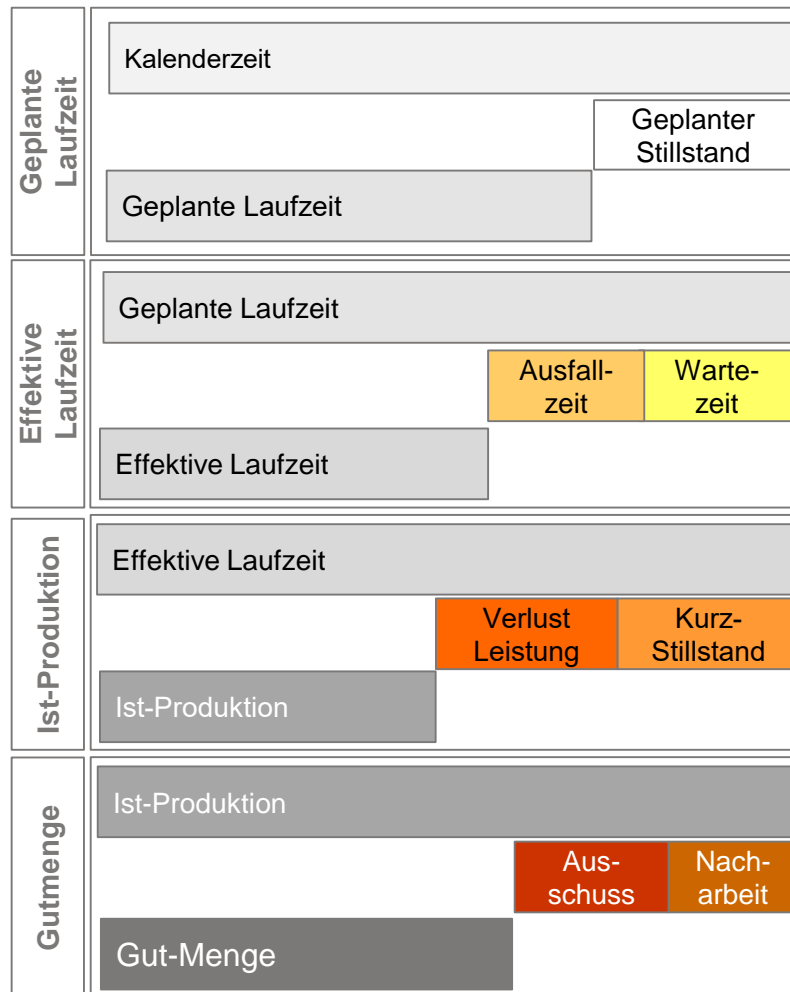 Geplante
Laufzeit
Kalenderzeit
Geplanter
Stillstand
Geplante Laufzeit
Effektive
Laufzeit
Geplante Laufzeit
Ausfall-
zeit
Warte-
zeit
Effektive Laufzeit
Ist-Produktion
Effektive Laufzeit
Verlust
Leistung
Kurz-
Stillstand
Ist-Produktion
Gutmenge
Ist-Produktion
Aus-
schuss
Nach-
arbeit
Gut-Menge